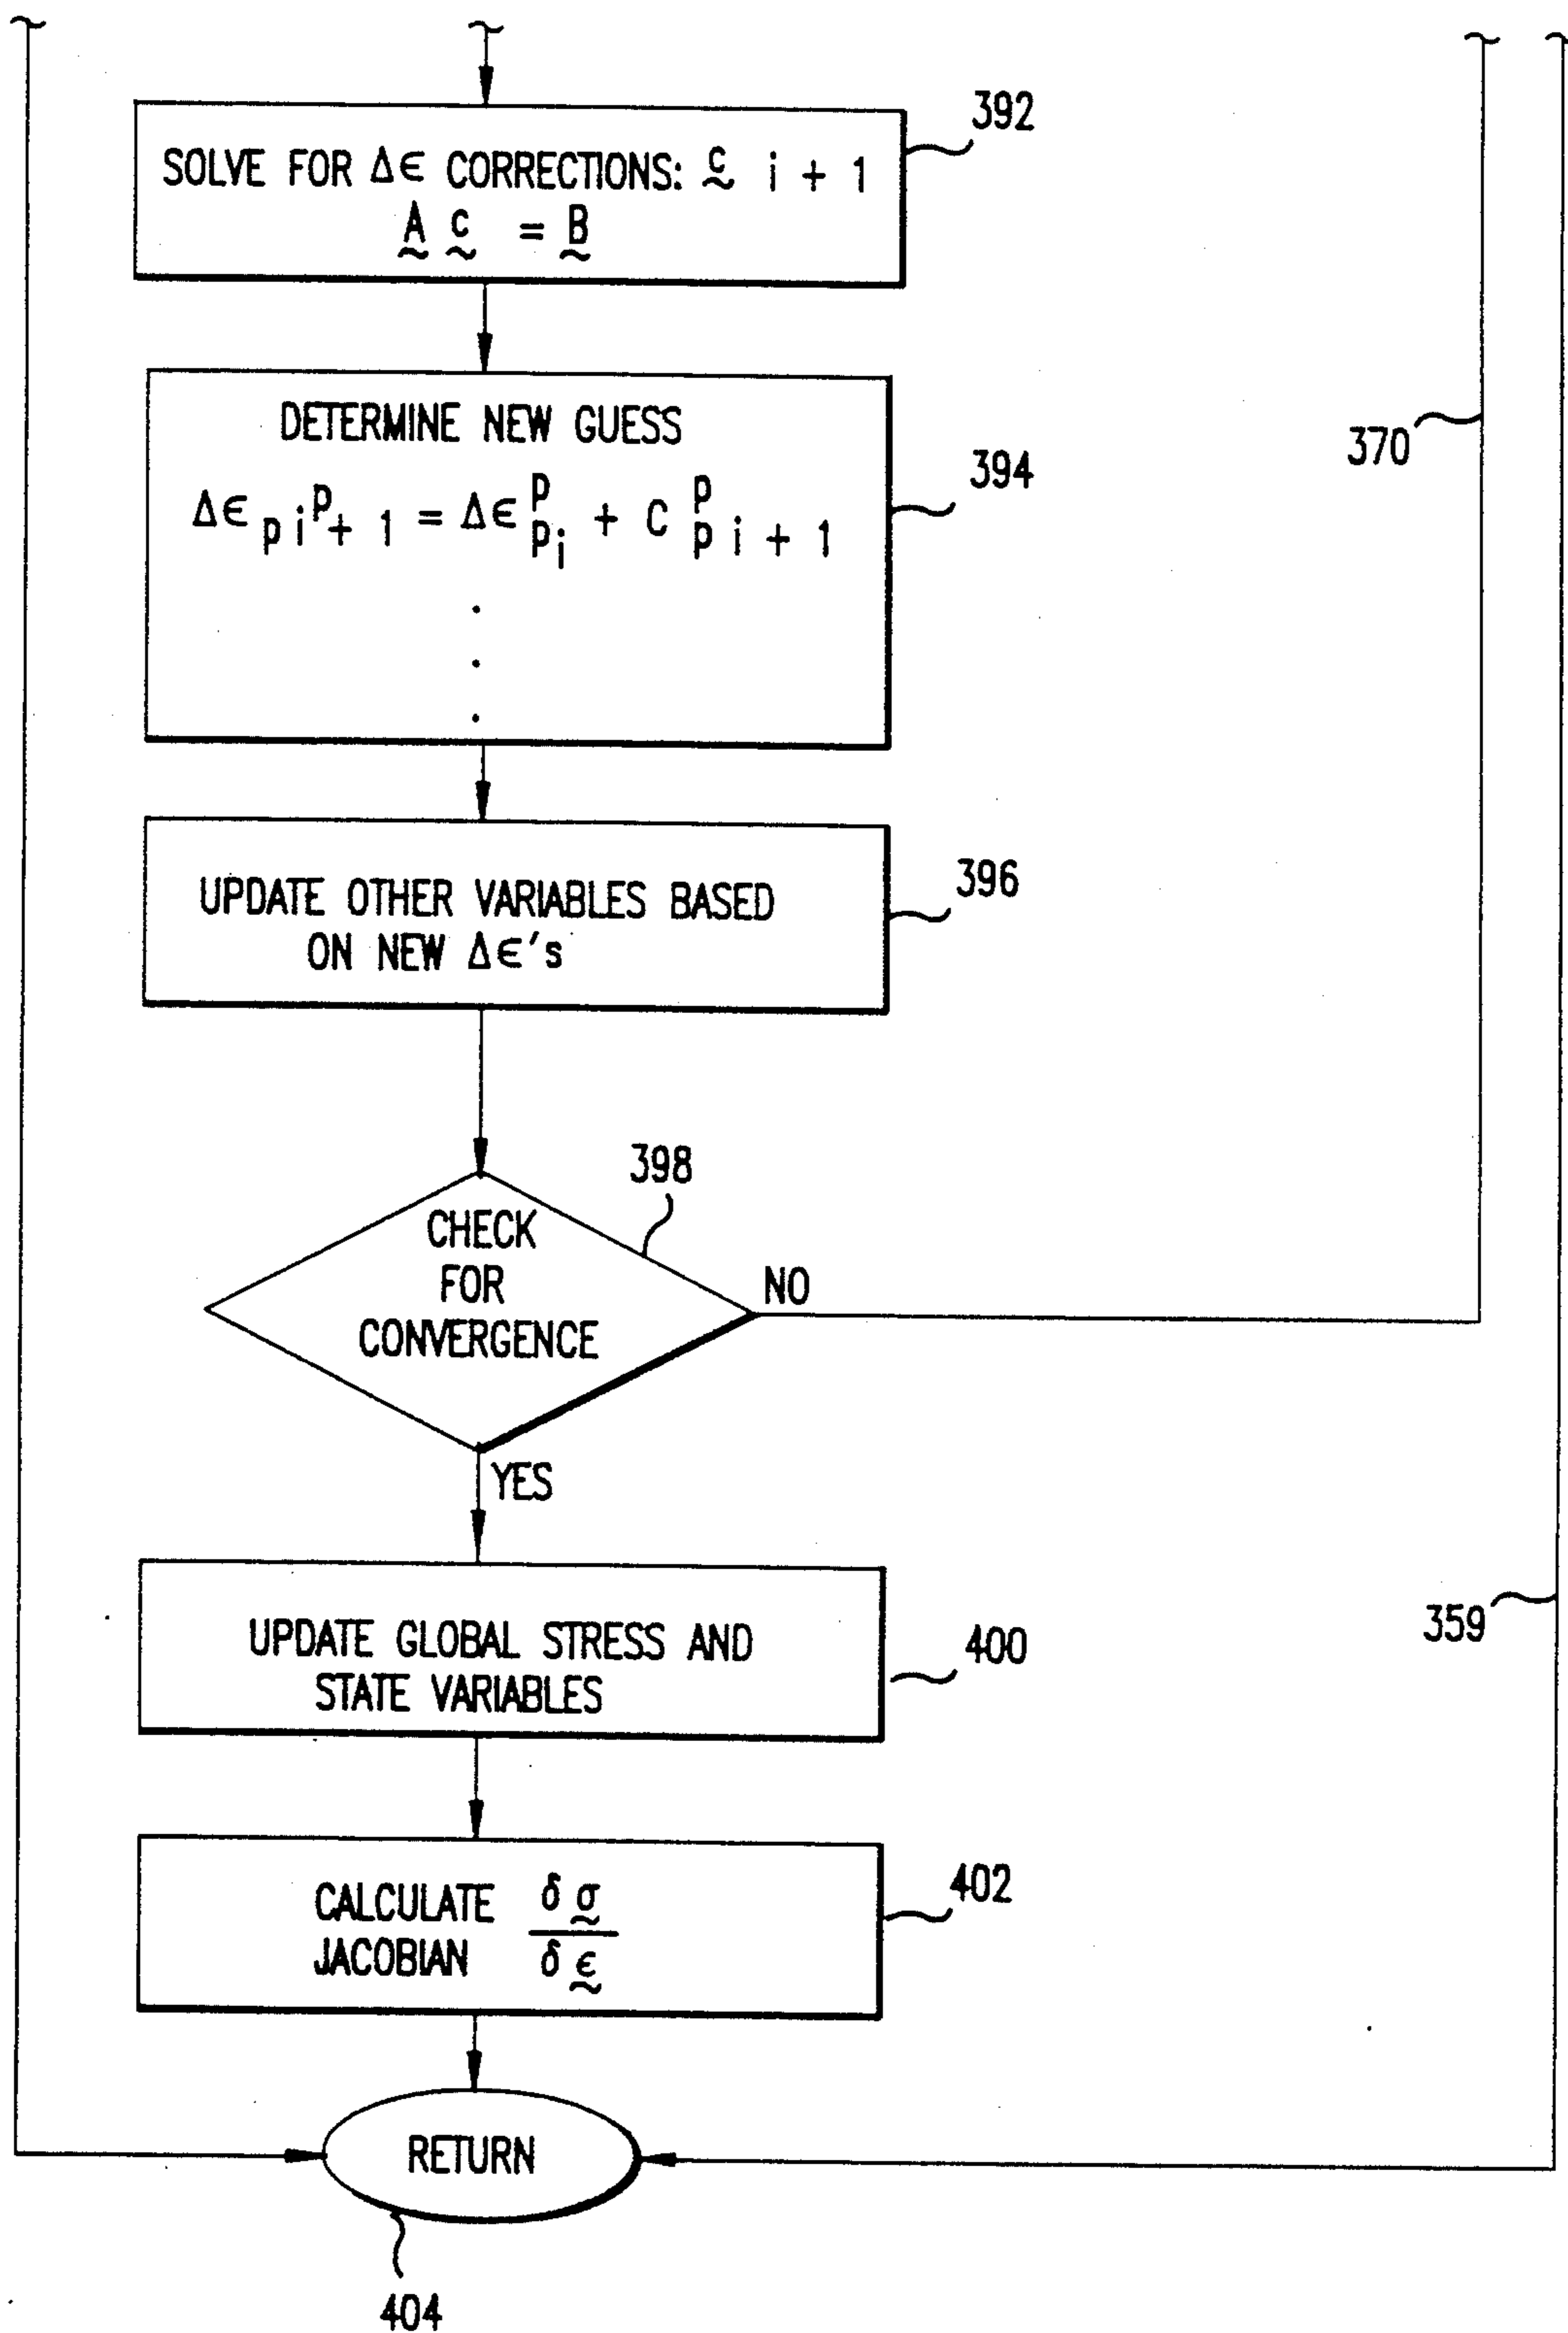 392
SOLVE FOR Δϵ CORRECTIONS: c̰ i + 1
A̰ c̰ = B̰
DETERMINE NEW GUESS
370
394
Δϵ p i p + 1 = Δϵ p p i + C p p i + 1
.
.
.
396
UPDATE OTHER VARIABLES BASED
ON NEW Δϵ's
398
CHECK
FOR
CONVERGENCE
NO
YES
UPDATE GLOBAL STRESS AND
STATE VARIABLES
400
359
402
CALCULATE
JACOBIAN
δ σ̰
δ ϵ̰
RETURN
404